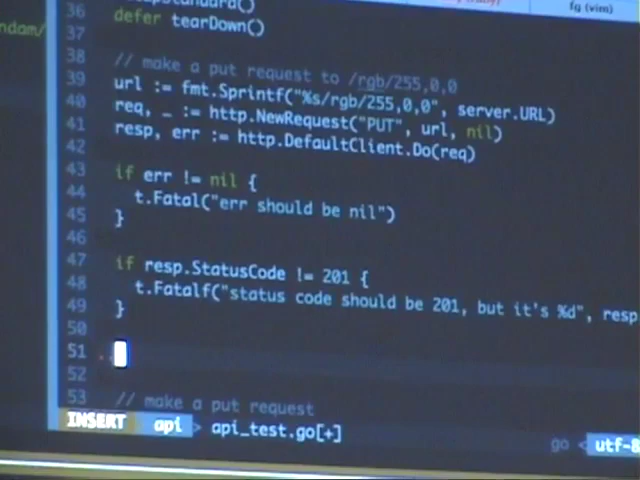 fg (vim)
ndam/
36
37 defer tearDown()
38
39 // make a put request to /rgb/255,0,0
40 url := fmt.Sprintf("%s/rgb/255,0,0", server.URL)
41 req, _ := http.NewRequest("PUT", url, nil)
42 resp, err := http.DefaultClient.Do(req)
43
44 if err != nil {
45 t.Fatal("err should be nil")
46 }
47
48 if resp.StatusCode != 201 {
49 t.Fatalf("status code should be 201, but it's %d", resp
50 }
51
52
53 // make a put request
INSERT api > api_test.go[+] go < utf-8